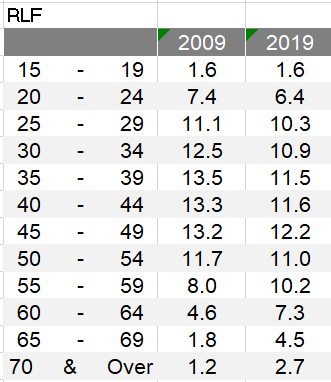 RLF
2009 2019
15 - 19 1.6 1.6
20 - 24 7.4 6.4
25 - 29 11.1 10.3
30 - 34 12.5 10.9
35 - 39 13.5 11.5
40 - 44 13.3 11.6
45 - 49 13.2 12.2
50 - 54 11.7 11.0
55 - 59 8.0 10.2
60 - 64 4.6 7.3
65 - 69 1.8 4.5
70 & Over 1.2 2.7